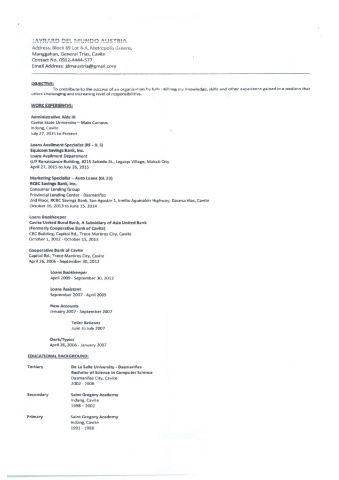 JAYRARD DEL MUNDO AUSTRIA
Address: Block 69 Lot 6-A, Metropolis Greens,
Manggahan, General Trias, Cavite
Contact No. 0912-4444-577
Email Address: jdmaustria@gmail.com
OBJECTIVE:
To contribute to the success of an organization by fully utilizing my knowledge, skills and other experience gained in a position that
offers challenging and increasing level of responsibilities.
WORK EXPERIENCE:
Administrative Aide III
Cavite State University – Main Campus
Indang, Cavite
July 27, 2015 to Present
Loans Availment Specialist
Equicom Savings Bank, Inc.
Loans Availment Department
G/F Renaissance Building, #215 Salcedo St., Legaspi Village, Makati City
April 27, 2015 to July 26, 2015
Marketing Specialist – Auto Loans
RCBC Savings Bank, Inc.
Consumer Lending Group
Provincial Lending Center - Dasmariñas
2nd Floor, RCBC Savings Bank, San Agustin 1, Emilio Aguinaldo Highway, Dasmariñas, Cavite
October 16, 2013 to June 15, 2014
Loans Bookkeeper
Cavite United Rural Bank, A Subsidiary of Asia United Bank
(Formerly Cooperative Bank of Cavite)
CBC Building, Capitol Rd., Trece Martires City, Cavite
October 1, 2012 - October 15, 2013
Cooperative Bank of Cavite
Capitol Rd., Trece Martires City, Cavite
April 26, 2006 - September 30, 2012
Loans Bookkeeper
April 2009 - September 30, 2012
Loans Assistant
September 2007 - April 2009
New Accounts
January 2007 - September 2007
Teller Reliever
June to July 2007
Clerk/Typist
April 26, 2006 - January 2007
EDUCATIONAL BACKGROUND:
Tertiary De La Salle University - Dasmariñas
Bachelor of Science in Computer Science
Dasmariñas City, Cavite
2002 - 2006
Secondary Saint Gregory Academy
Indang, Cavite
1998 – 2002
Primary Saint Gregory Academy
Indang, Cavite
1991 - 1998